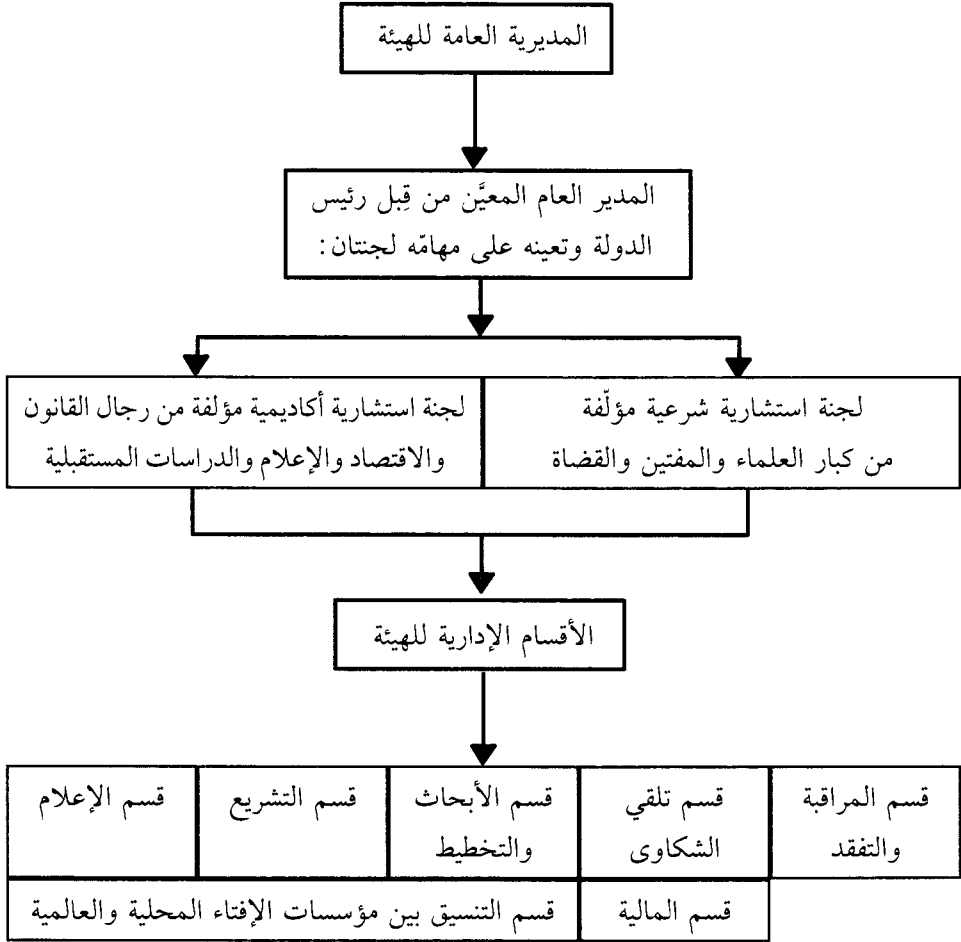 المديرية العامة للهيئة
المدير العام المعيَّن من قِبل رئيس
الدولة وتعينه على مهامّه لجنتان:
لجنة استشارية شرعية مؤلّفة
من كبار العلماء والمفتين والقضاة
لجنة استشارية أكاديمية مؤلفة من رجال القانون
والاقتصاد والإعلام والدراسات المستقبلية
الأقسام الإدارية للهيئة
قسم المراقبة
والتفقد
قسم تلقي
الشكاوى
قسم الأبحاث
والتخطيط
قسم التشريع
قسم الإعلام
قسم المالية
قسم التنسيق بين مؤسسات الإفتاء المحلية والعالمية